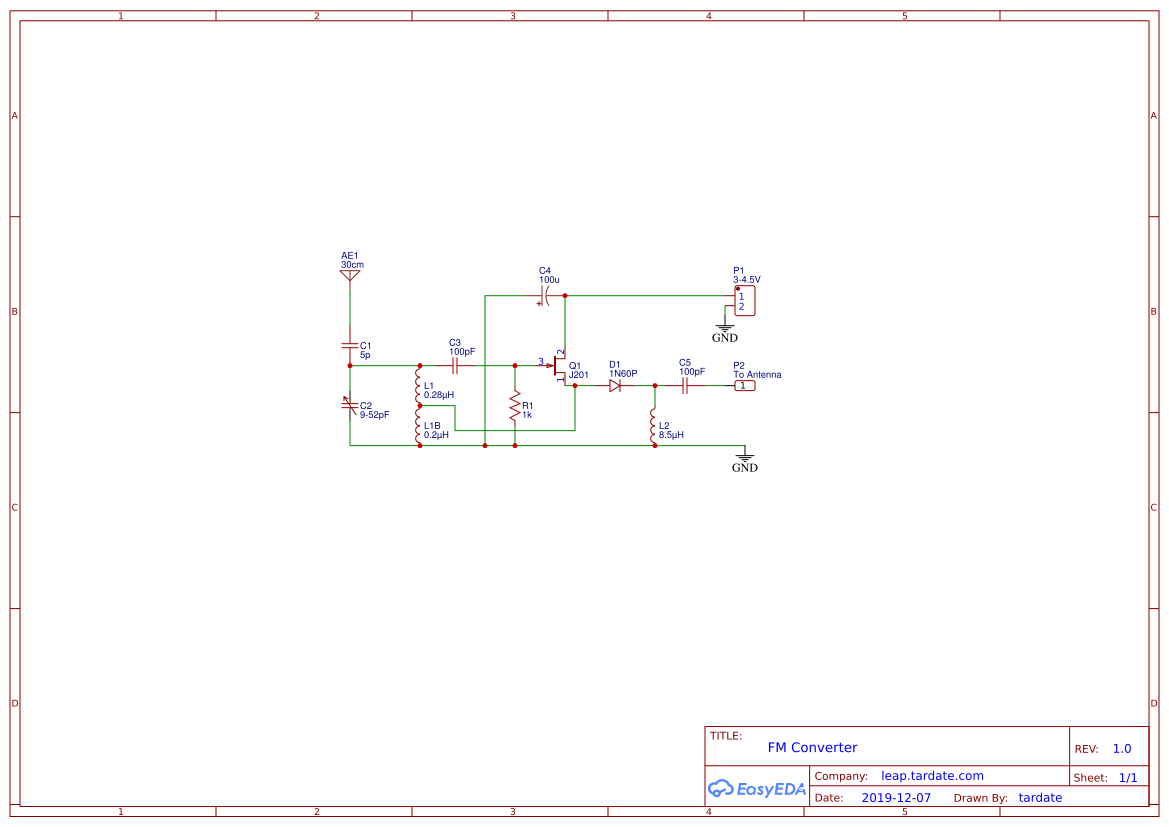 1 2 3 4 5
A A
AE1
30cm
C4
100u
+
P1
3-4.5V
1
2
B B
GND
C1
5p
C3
100pF
3
2
1
Q1
J201
D1
1N60P
C5
100pF
P2
To Antenna
1
L1
0.28µH
C2
9-52pF
R1
1k
L1B
0.2µH
L2
8.5µH
GND
C C
D D
TITLE:
FM Converter
REV: 1.0
EasyEDA
Company: leap.tardate.com
Sheet: 1/1
Date: 2019-12-07 Drawn By: tardate
1 2 3 4 5